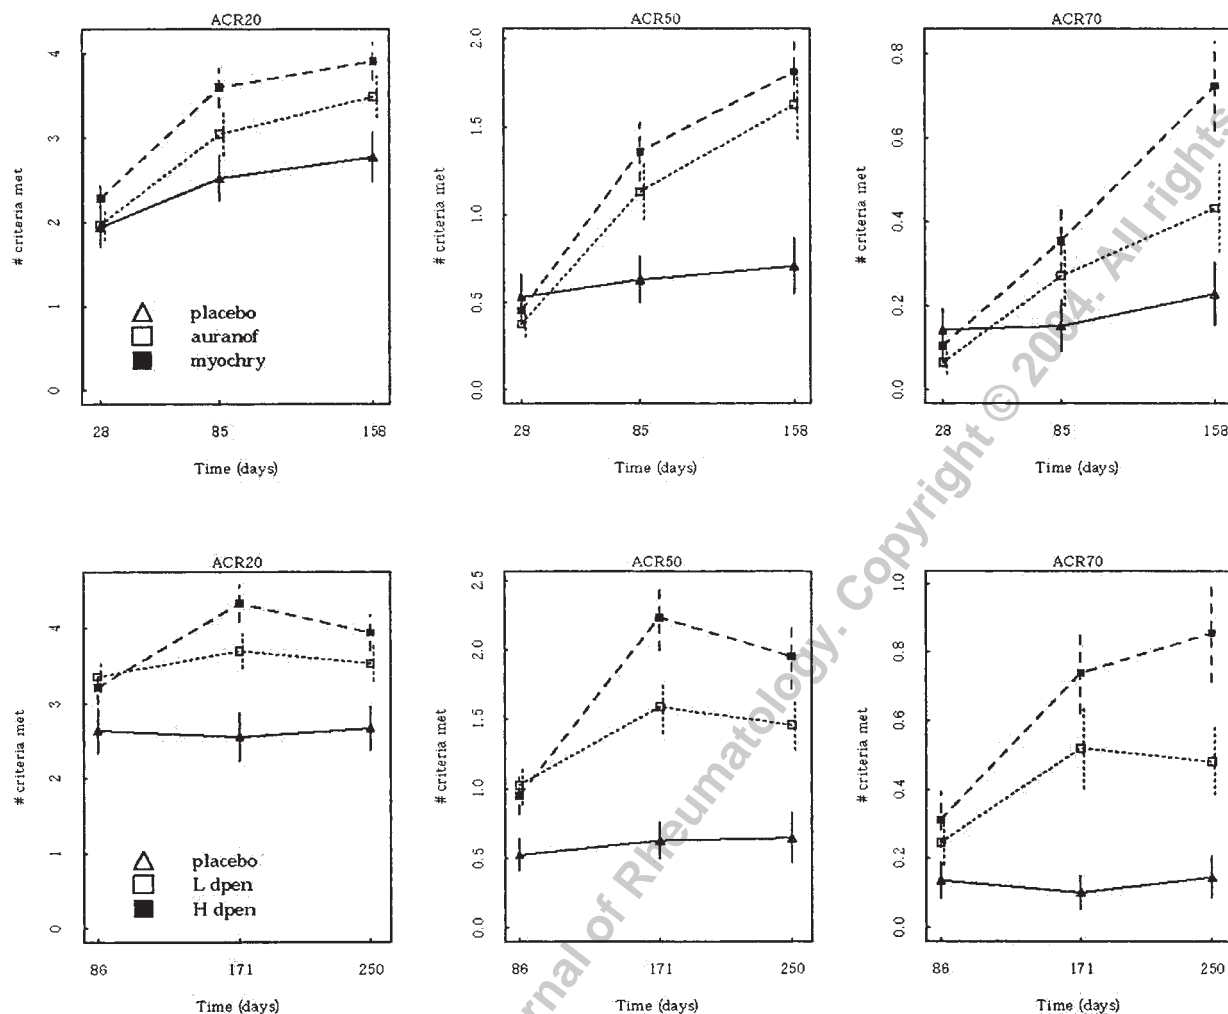 ACR20
# criteria met
4
3
2
1
0
placebo
auranof
myochry
28
85
158
Time (days)
ACR50
# criteria met
2.0
1.5
1.0
0.5
0.0
28
85
158
Time (days)
ACR70
# criteria met
0.8
0.6
0.4
0.2
0.0
28
85
158
Time (days)
ACR20
# criteria met
4
3
2
1
0
placebo
L dpen
H dpen
86
171
250
Time (days)
ACR50
# criteria met
2.5
2.0
1.5
1.0
0.5
0.0
86
171
250
Time (days)
ACR70
# criteria met
1.0
0.8
0.6
0.4
0.2
0.0
86
171
250
Time (days)
of Rheumatology. Copyright © 2004. All rights